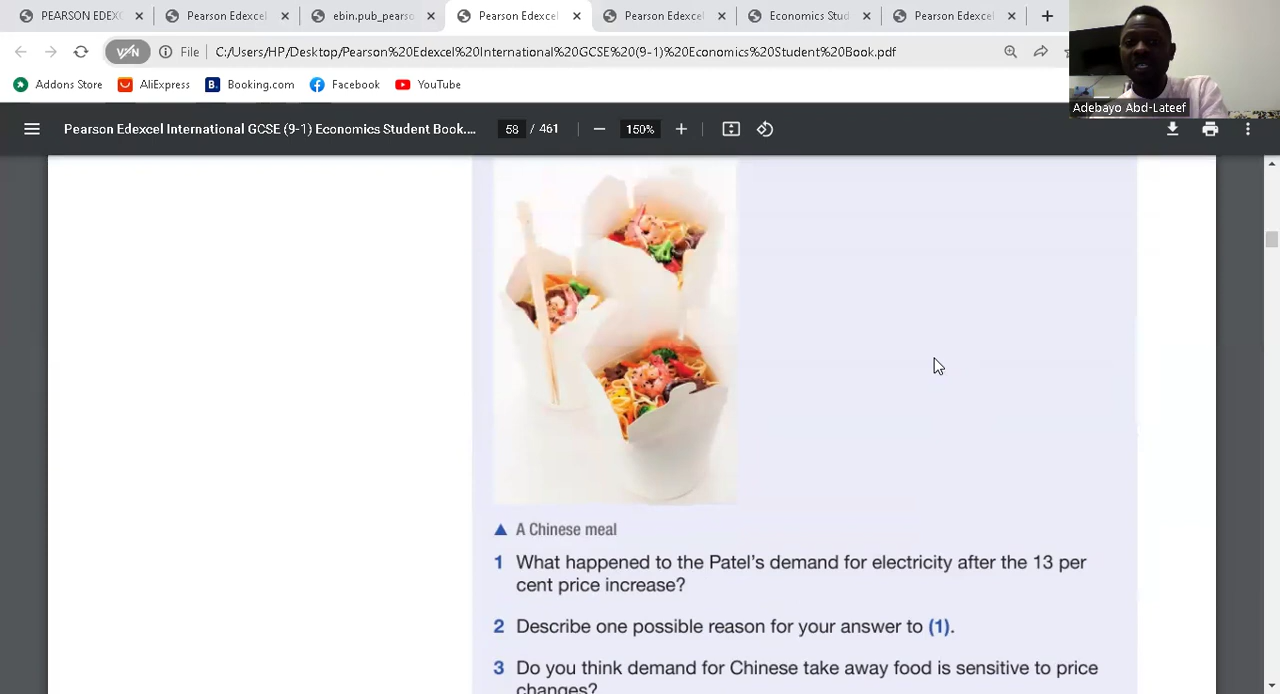 PEARSON EDEX
Pearson Edexcel
ebin.pub_pearso
Pearson Edexcel
Pearson Edexcel
Economics Stud
Pearson Edexcel
File
C:/Users/HP/Desktop/Pearson%20Edexcel%20International%20GCSE%20(9-1)%20Economics%20Student%20Book.pdf
Addons Store
AliExpress
B.
Booking.com
Facebook
YouTube
Adebayo Abd-Lateef
Pearson Edexcel International GCSE (9-1) Economics Student Book....
58 / 461
150%
A Chinese meal
1 What happened to the Patel's demand for electricity after the 13 per
cent price increase?
2 Describe one possible reason for your answer to (1).
3 Do you think demand for Chinese take away food is sensitive to price
changes?